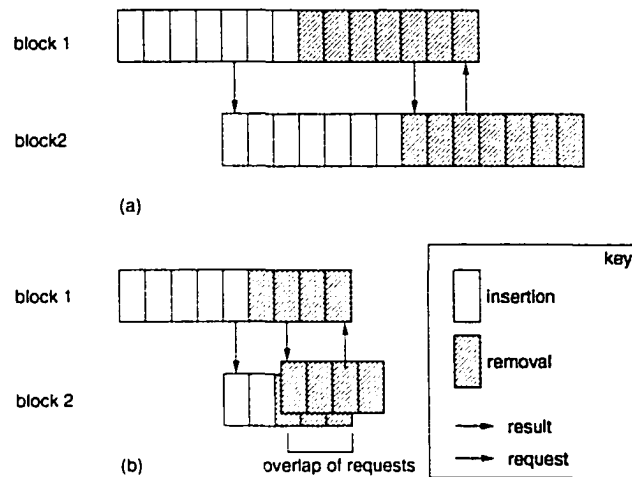 block 1
block2
(a)
block 1
block 2
(b)
overlap of requests
key
insertion
removal
result
request